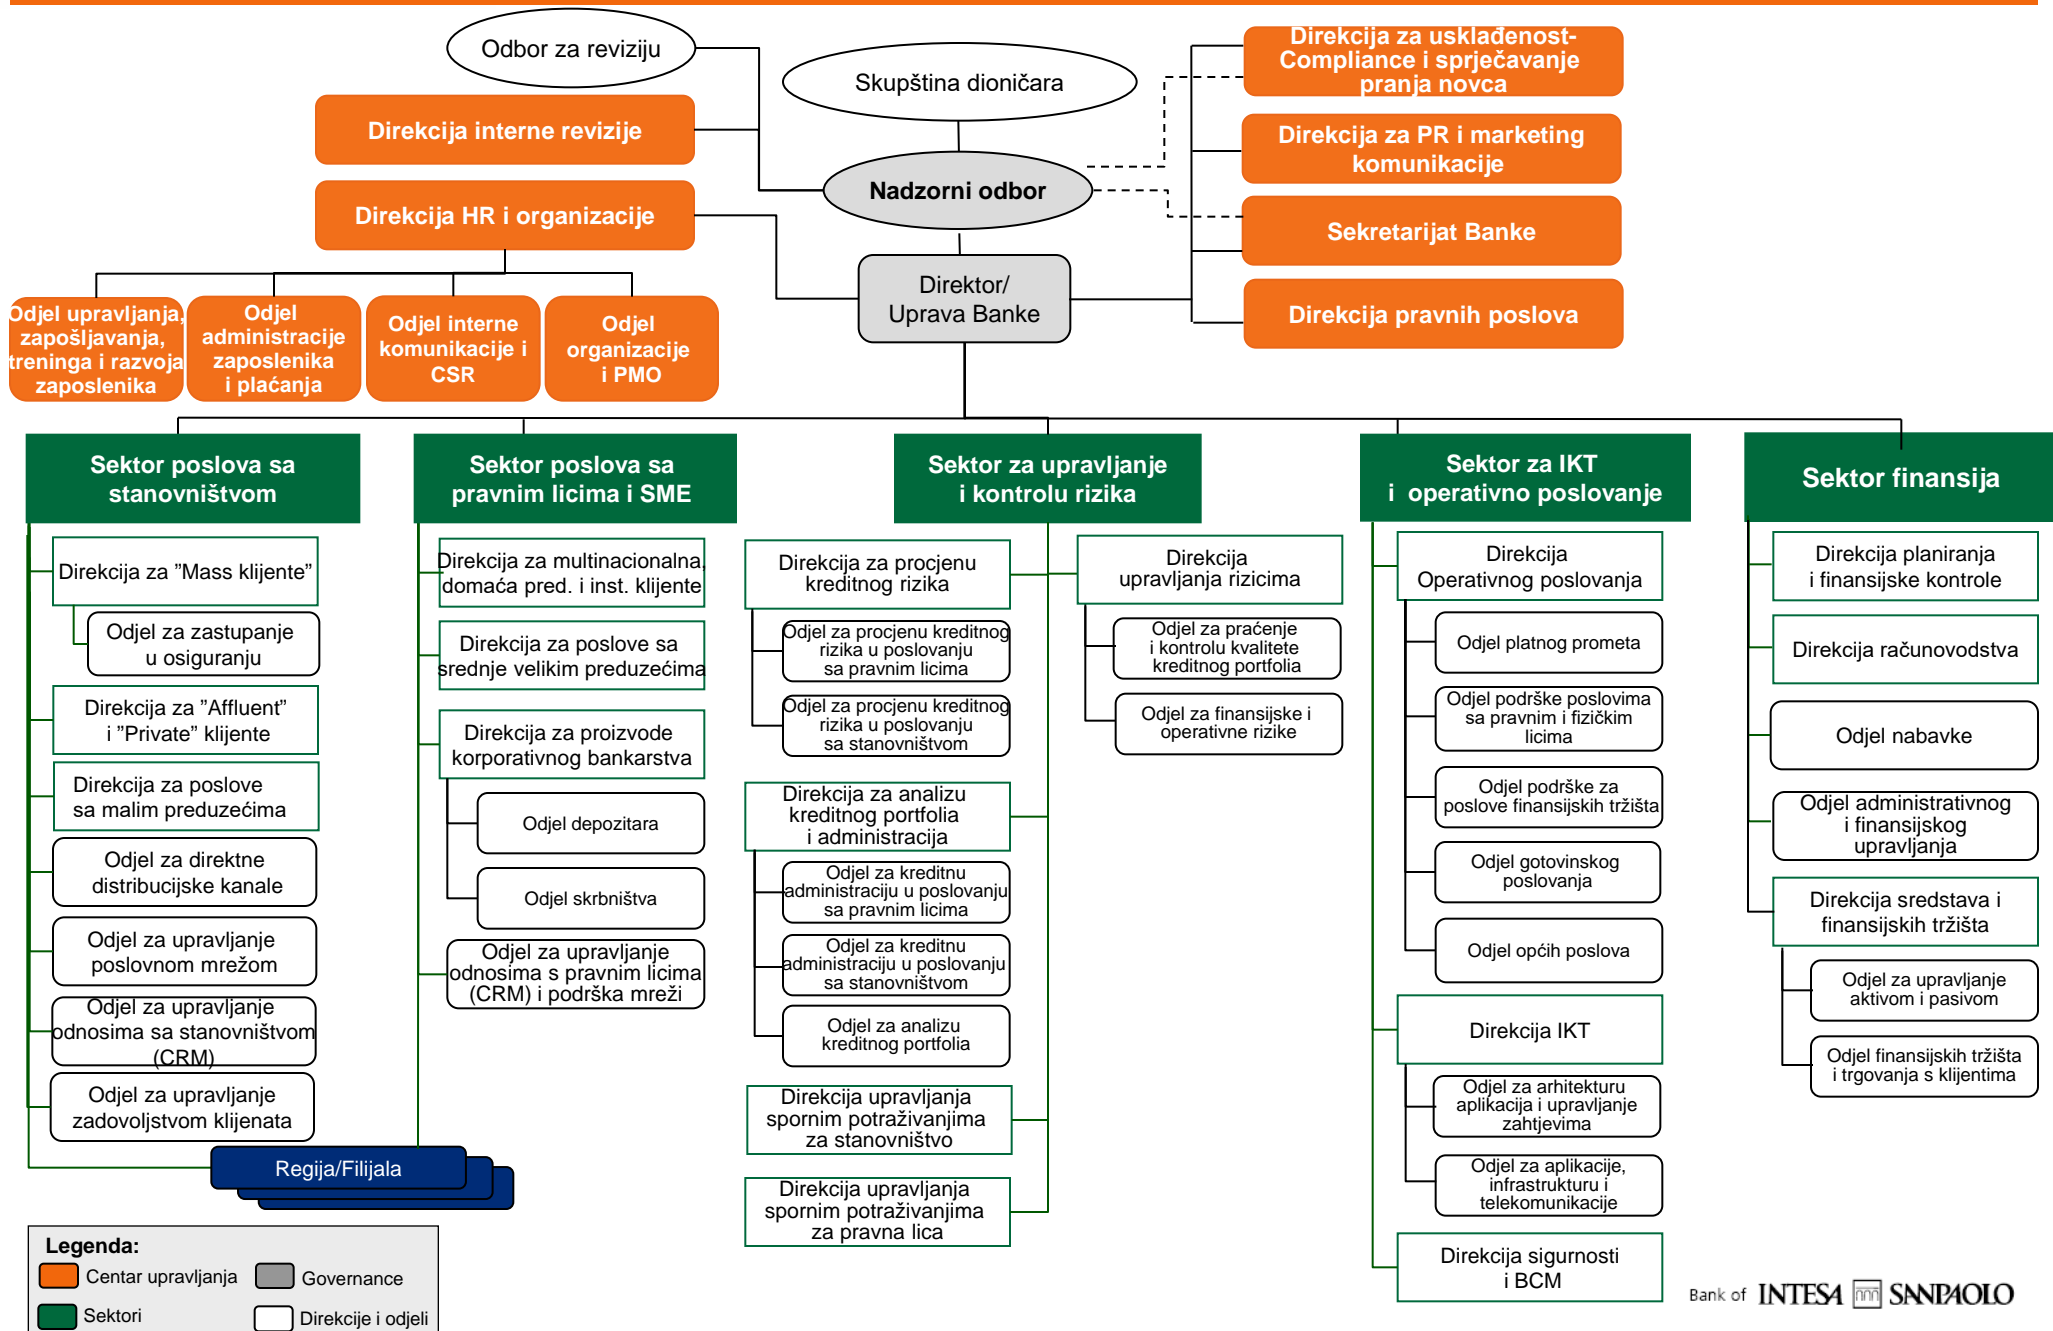 Odbor za reviziju
Skupština dioničara
Direkcija za usklađenost-
Compliance i sprječavanje
pranja novca
Direkcija interne revizije
Direkcija za PR i marketing
komunikacije
Nadzorni odbor
Direkcija HR i organizacije
Sekretarijat Banke
Direktor/
Uprava Banke
Direkcija pravnih poslova
Odjel upravljanja,
zapošljavanja,
treninga i razvoja
zaposlenika
Odjel
administracije
zaposlenika
i plaćanja
Odjel interne
komunikacije i
CSR
Odjel
organizacije
i PMO
Sektor poslova sa
stanovništvom
Direkcija za ”Mass klijente”
Odjel za zastupanje
u osiguranju
Direkcija za ”Affluent”
i ”Private” klijente
Direkcija za poslove
sa malim preduzećima
Odjel za direktne
distribucijske kanale
Odjel za upravljanje
poslovnom mrežom
Odjel za upravljanje
odnosima sa stanovništvom
(CRM)
Odjel za upravljanje
zadovoljstvom klijenata
Regija/Filijala
Sektor poslova sa
pravnim licima i SME
Direkcija za multinacionalna,
domaća pred. i inst. klijente
Direkcija za poslove sa
srednje velikim preduzećima
Direkcija za proizvode
korporativnog bankarstva
Odjel depozitara
Odjel skrbništva
Odjel za upravljanje
odnosima s pravnim licima
(CRM) i podrška mreži
Sektor za upravljanje
i kontrolu rizika
Direkcija za procjenu
kreditnog rizika
Odjel za procjenu kreditnog
rizika u poslovanju
sa pravnim licima
Odjel za procjenu kreditnog
rizika u poslovanju
sa stanovništvom
Direkcija za analizu
kreditnog portfolia
i administracija
Odjel za kreditnu
administraciju u poslovanju
sa pravnim licima
Odjel za kreditnu
administraciju u poslovanju
sa stanovništvom
Odjel za analizu
kreditnog portfolia
Direkcija upravljanja
spornim potraživanjima
za stanovništvo
Direkcija upravljanja
spornim potraživanjima
za pravna lica
Direkcija
upravljanja rizicima
Odjel za praćenje
i kontrolu kvalitete
kreditnog portfolia
Odjel za finansijske i
operativne rizike
Sektor za IKT
i operativno poslovanje
Direkcija
Operativnog poslovanja
Odjel platnog prometa
Odjel podrške poslovima
sa pravnim i fizičkim
licima
Odjel podrške za
poslove finansijskih tržišta
Odjel gotovinskog
poslovanja
Odjel općih poslova
Direkcija IKT
Odjel za arhitekturu
aplikacija i upravljanje
zahtjevima
Odjel za aplikacije,
infrastrukturu i
telekomunikacije
Direkcija sigurnosti
i BCM
Sektor finansija
Direkcija planiranja
i finansijske kontrole
Direkcija računovodstva
Odjel nabavke
Odjel administrativnog
i finansijskog
upravljanja
Direkcija sredstava i
finansijskih tržišta
Odjel za upravljanje
aktivom i pasivom
Odjel finansijskih tržišta
i trgovanja s klijentima
Legenda:
Centar upravljanja
Governance
Sektori
Direkcije i odjeli
Bank of INTESA SANPAOLO